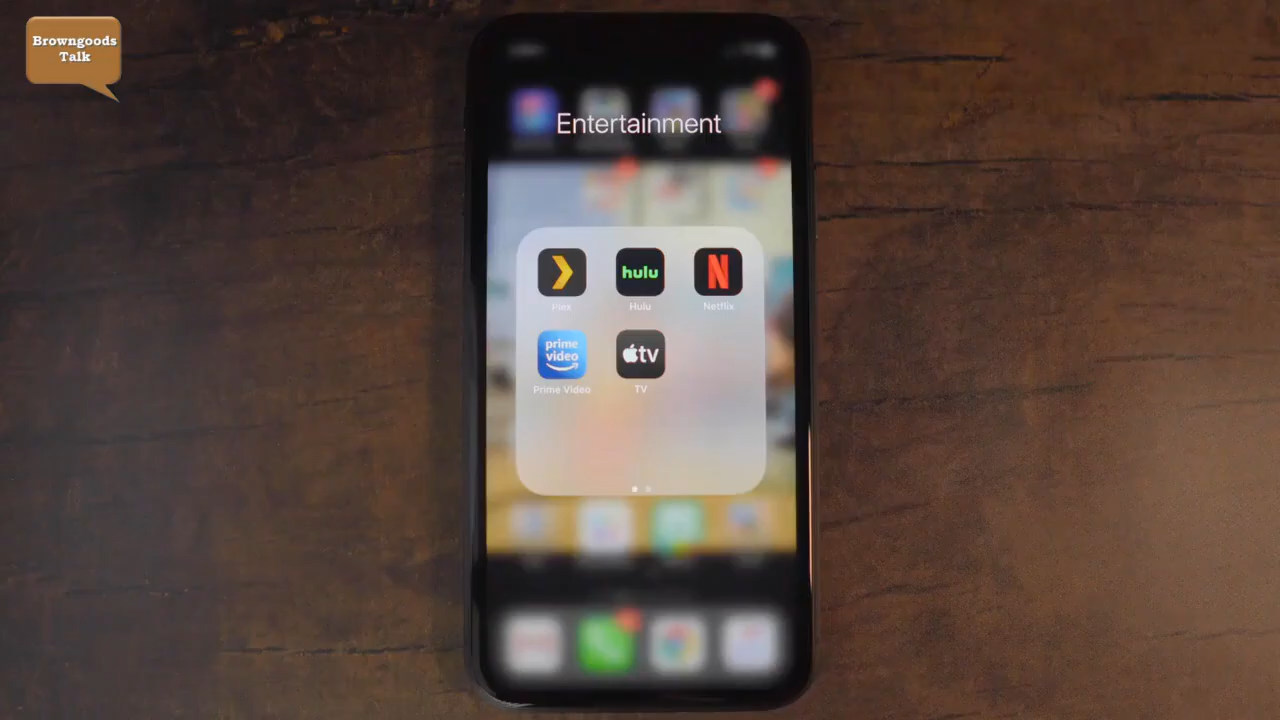 Browngoods
Talk
Entertainment
hulu
N
Plex
Hulu
Netflix
prime
video
tv
Prime Video
TV